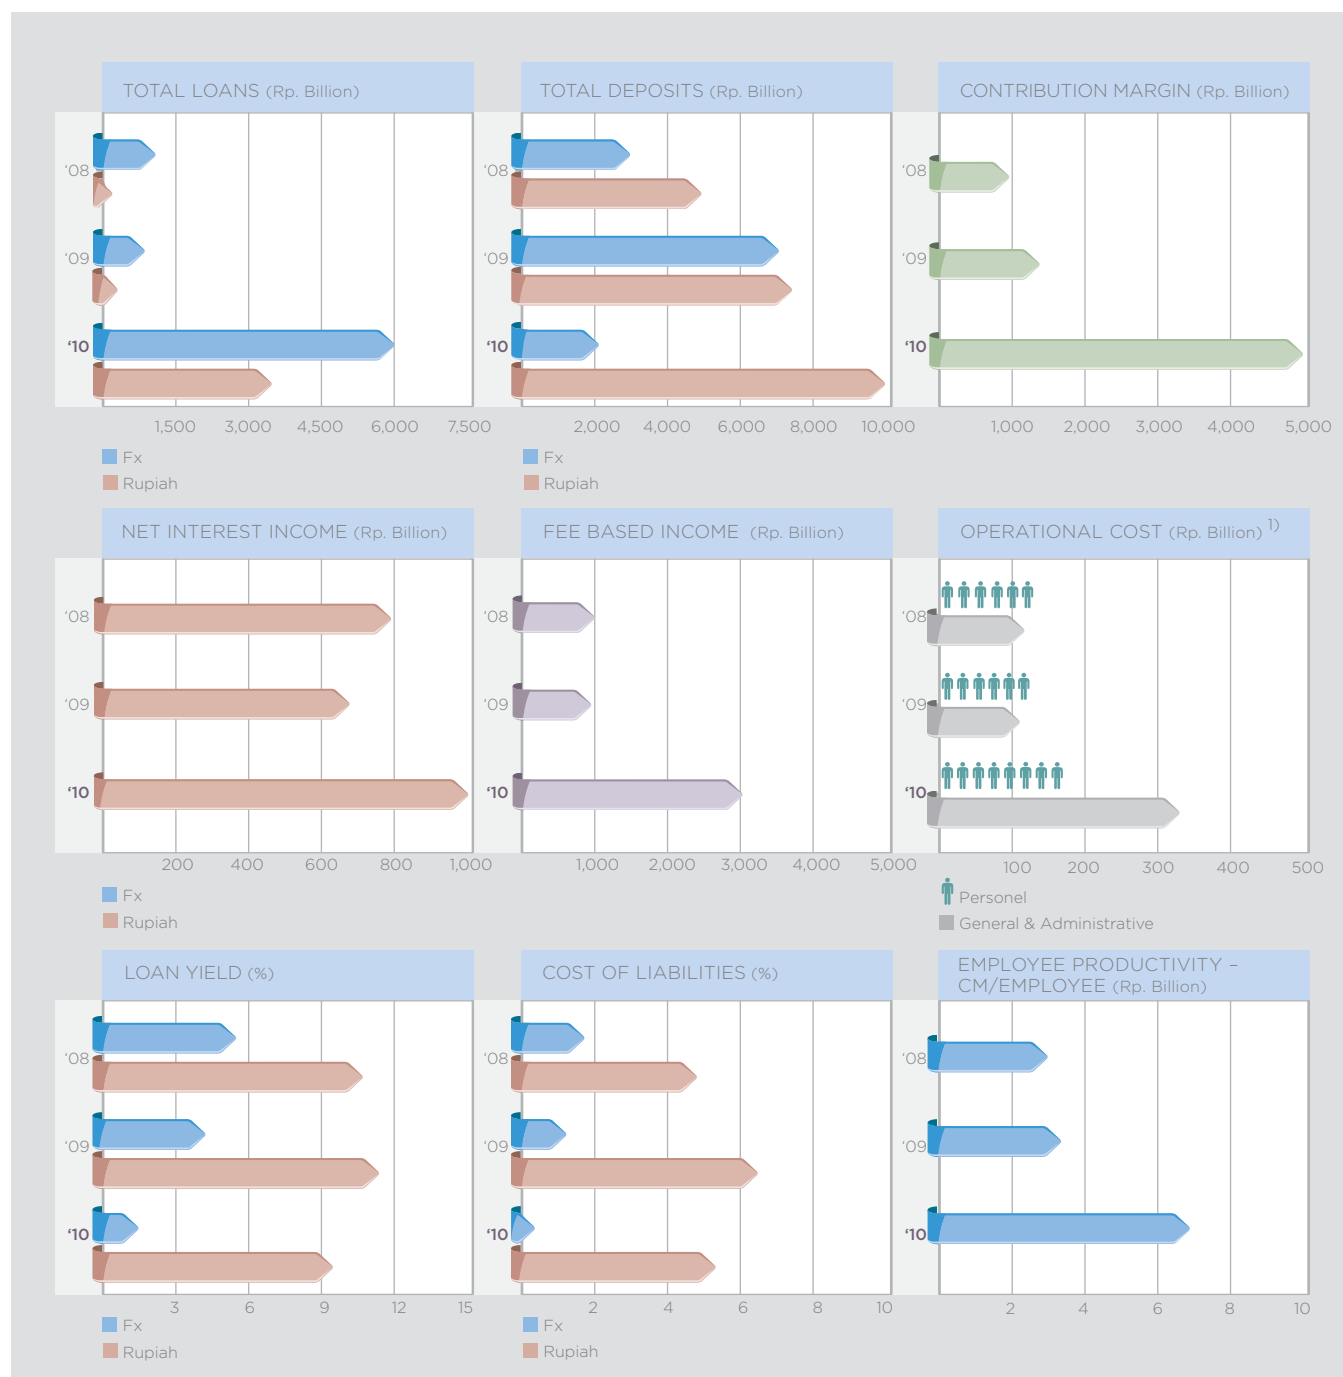 TOTAL LOANS (Rp. Billion)
‘08
‘09
‘10
1,500 3,000 4,500 6,000 7,500
Fx
Rupiah
TOTAL DEPOSITS (Rp. Billion)
‘08
‘09
‘10
2,000 4,000 6,000 8,000 10,000
Fx
Rupiah
CONTRIBUTION MARGIN (Rp. Billion)
‘08
‘09
‘10
1,000 2,000 3,000 4,000 5,000
NET INTEREST INCOME (Rp. Billion)
‘08
‘09
‘10
200 400 600 800 1,000
Fx
Rupiah
FEE BASED INCOME (Rp. Billion)
‘08
‘09
‘10
1,000 2,000 3,000 4,000 5,000
OPERATIONAL COST (Rp. Billion) 1)
‘08
‘09
‘10
100 200 300 400 500
Personel
General & Administrative
LOAN YIELD (%)
‘08
‘09
‘10
3 6 9 12 15
Fx
Rupiah
COST OF LIABILITIES (%)
‘08
‘09
‘10
2 4 6 8 10
Fx
Rupiah
EMPLOYEE PRODUCTIVITY –
CM/EMPLOYEE (Rp. Billion)
‘08
‘09
‘10
2 4 6 8 10